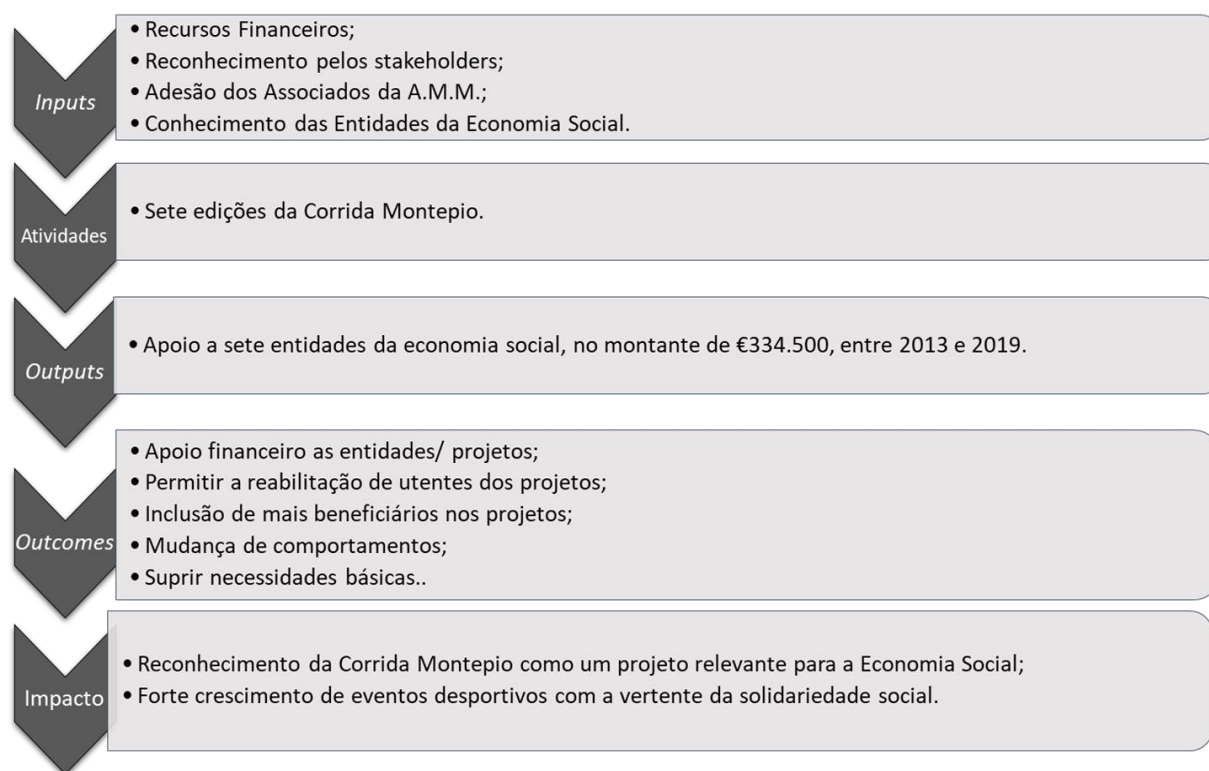 Inputs
• Recursos Financeiros;
• Reconhecimento pelos stakeholders;
• Adesão dos Associados da A.M.M.;
• Conhecimento das Entidades da Economia Social.
Atividades
• Sete edições da Corrida Montepio.
Outputs
• Apoio a sete entidades da economia social, no montante de €334.500, entre 2013 e 2019.
Outcomes
• Apoio financeiro as entidades/ projetos;
• Permitir a reabilitação de utentes dos projetos;
• Inclusão de mais beneficiários nos projetos;
• Mudança de comportamentos;
• Suprir necessidades básicas..
Impacto
• Reconhecimento da Corrida Montepio como um projeto relevante para a Economia Social;
• Forte crescimento de eventos desportivos com a vertente da solidariedade social.